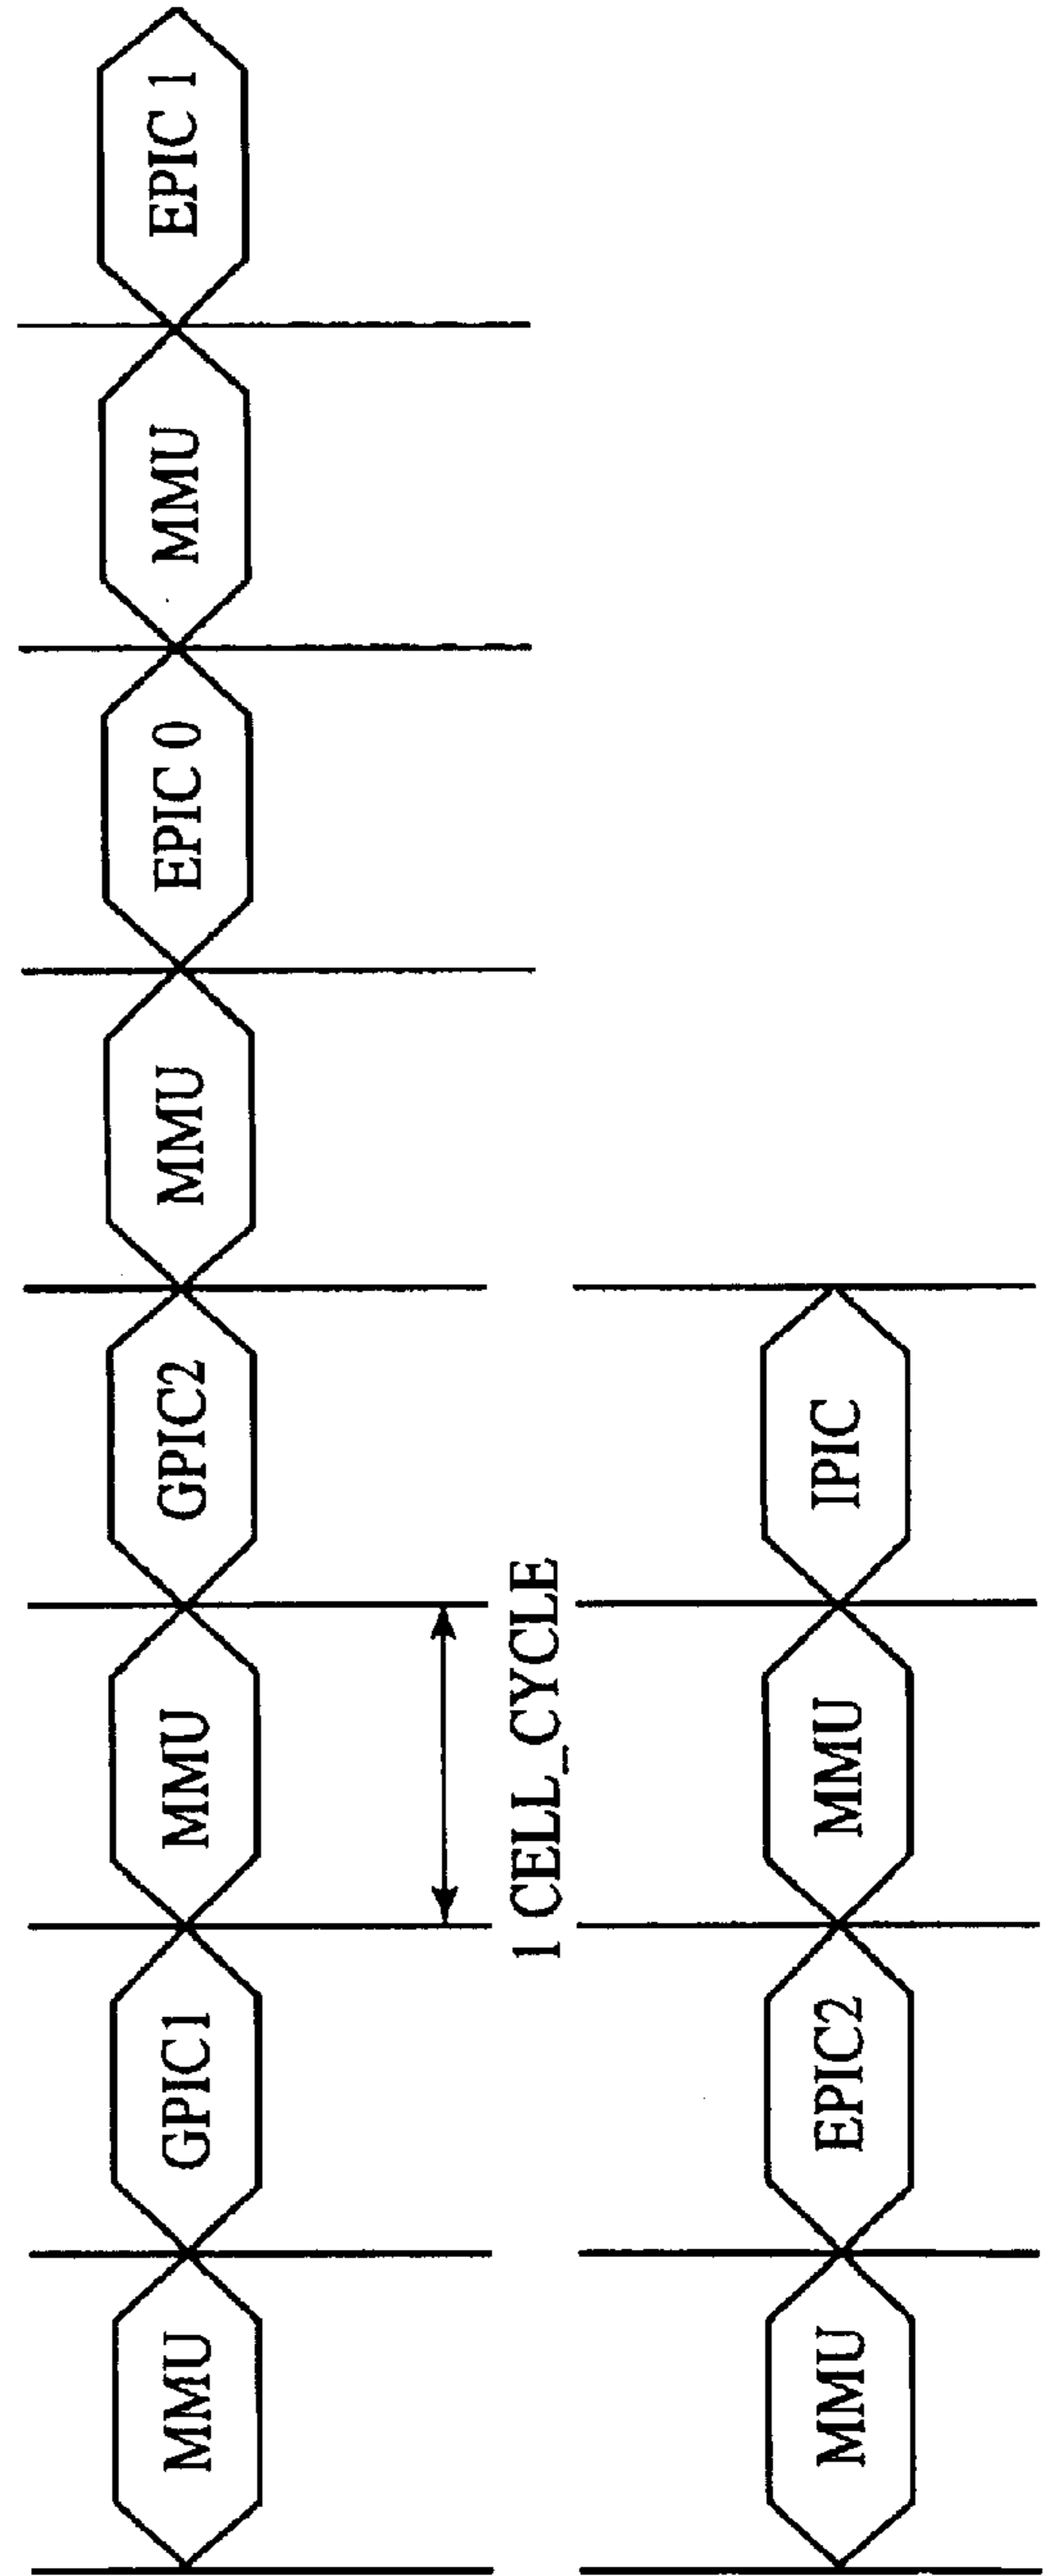 MMU
GPIC1
MMU
GPIC2
MMU
EPIC 0
MMU
EPIC 1
1 CELL_CYCLE
MMU
EPIC2
MMU
IPIC